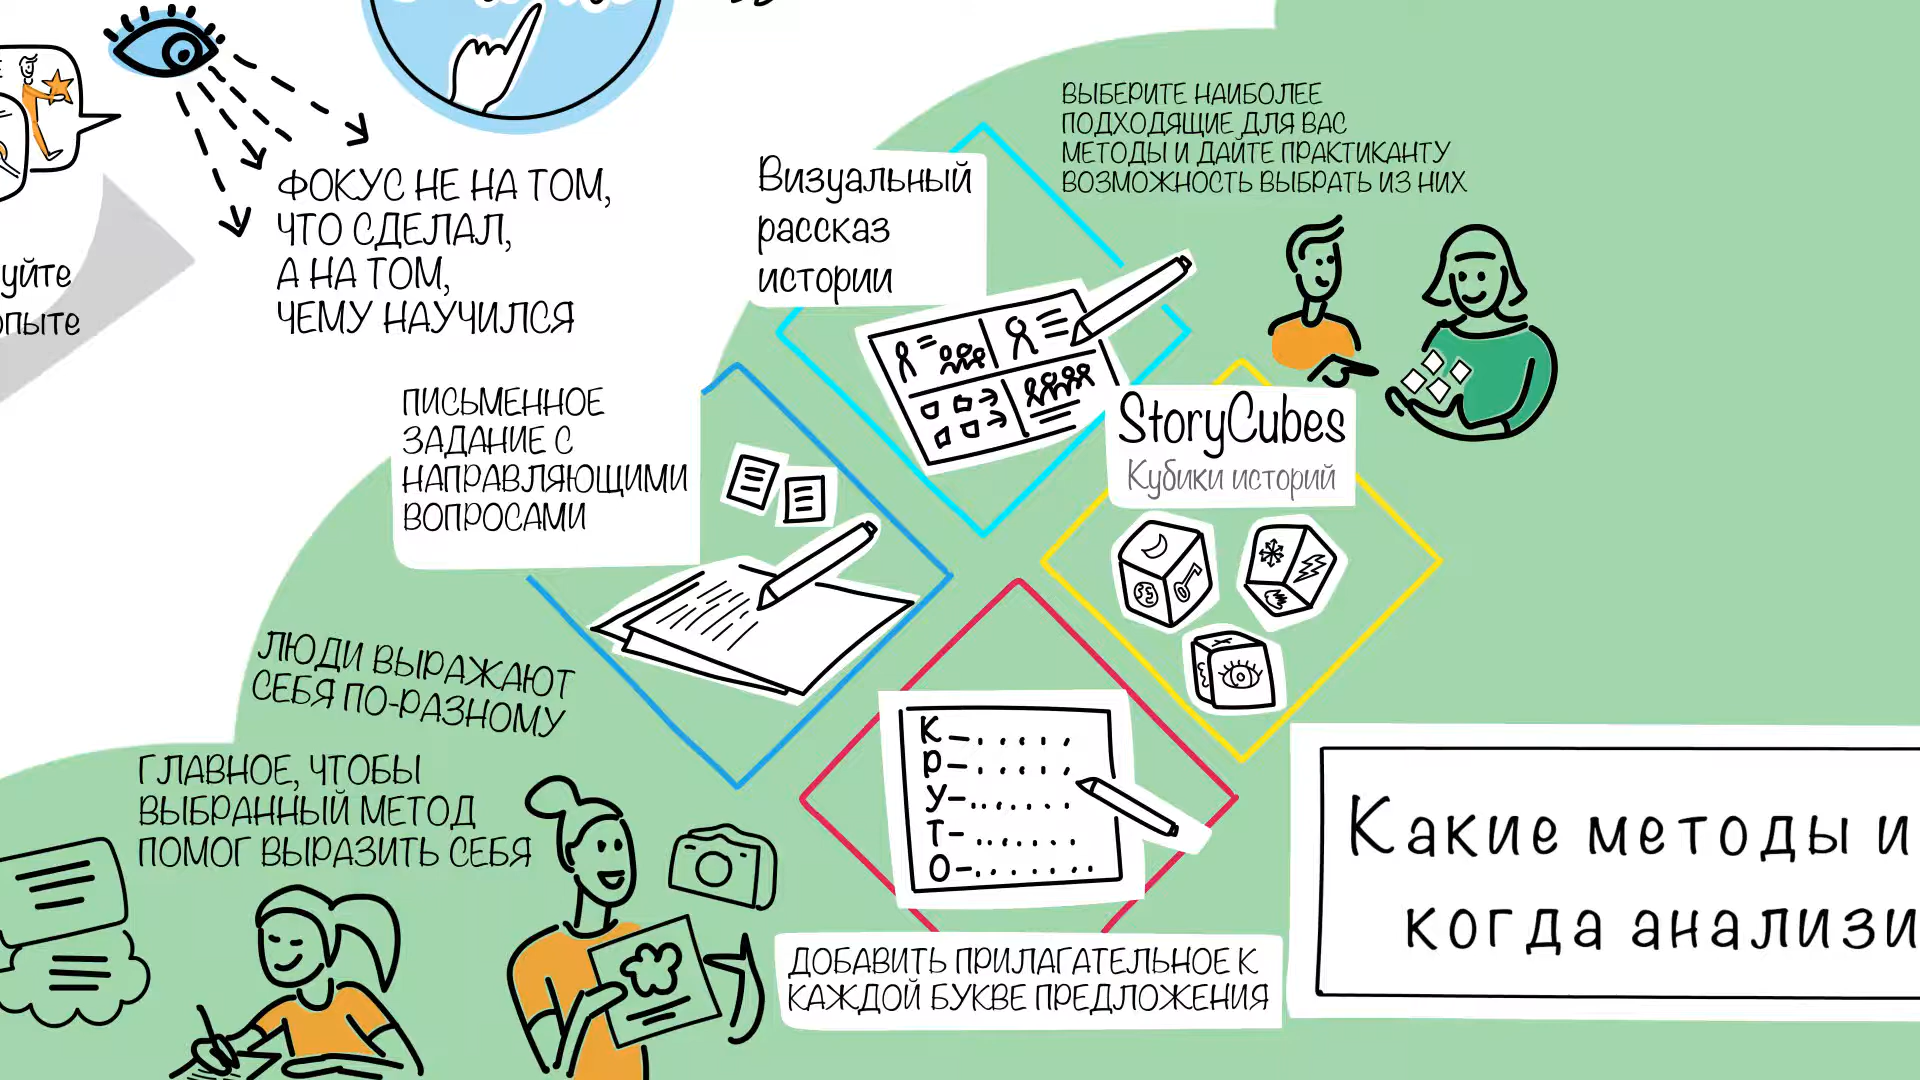 уйте
ФОКУС НЕ НА ТОМ,
ЧТО СДЕЛАЛ,
А НА ТОМ,
ЧЕМУ НАУЧИЛСЯ
Визуальный
рассказ
истории
ВЫБЕРИТЕ НАИБОЛЕЕ
ПОДХОДЯЩИЕ ДЛЯ ВАС
МЕТОДЫ И ДАЙТЕ ПРАКТИКАНТУ
ВОЗМОЖНОСТЬ ВЫБРАТЬ ИЗ НИХ
ПИСЬМЕННОЕ
ЗАДАНИЕ С
НАПРАВЛЯЮЩИМИ
ВОПРОСАМИ
StoryCubes
Кубики историй
ЛЮДИ ВЫРАЖАЮТ
СЕБЯ ПО-РАЗНОМУ
ГЛАВНОЕ, ЧТОБЫ
ВЫБРАННЫЙ МЕТОД
ПОМОГ ВЫРАЗИТЬ СЕБЯ
К – . . . . .
Р – . . . . .
У – . . . . . . .
Т – . . . . . .
О – . . . . . . .
ДОБАВИТЬ ПРИЛАГАТЕЛЬНОЕ К
КАЖДОЙ БУКВЕ ПРЕДЛОЖЕНИЯ
Какие методы и
когда анализи